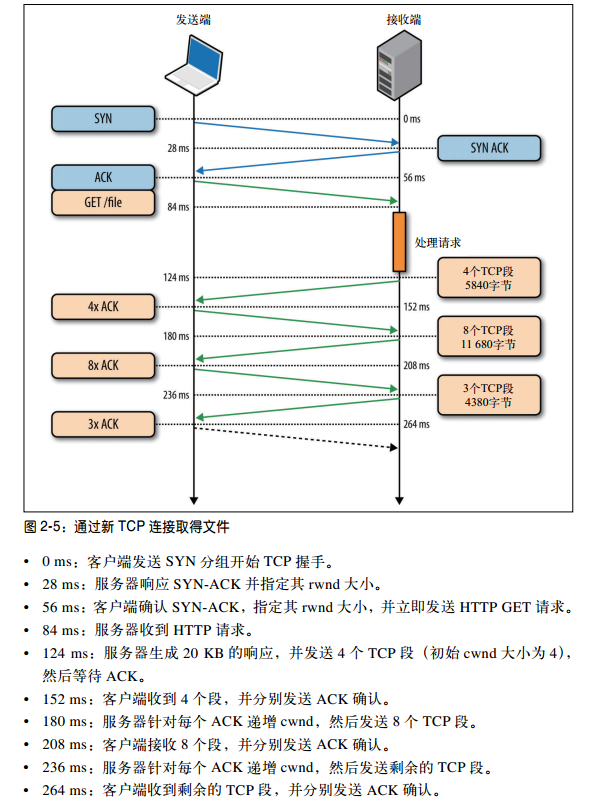 发送端
接收端
SYN
0 ms
28 ms
SYN ACK
ACK
56 ms
GET /file
84 ms
处理请求
124 ms
4个TCP段
5840字节
4x ACK
152 ms
180 ms
8个TCP段
11 680字节
8x ACK
208 ms
236 ms
3个TCP段
4380字节
3x ACK
264 ms
图 2-5：通过新 TCP 连接取得文件
• 0 ms：客户端发送 SYN 分组开始 TCP 握手。
• 28 ms：服务器响应 SYN-ACK 并指定其 rwnd 大小。
• 56 ms：客户端确认 SYN-ACK，指定其 rwnd 大小，并立即发送 HTTP GET 请求。
• 84 ms：服务器收到 HTTP 请求。
• 124 ms：服务器生成 20 KB 的响应，并发送 4 个 TCP 段（初始 cwnd 大小为 4），
然后等待 ACK。
• 152 ms：客户端收到 4 个段，并分别发送 ACK 确认。
• 180 ms：服务器针对每个 ACK 递增 cwnd，然后发送 8 个 TCP 段。
• 208 ms：客户端接收 8 个段，并分别发送 ACK 确认。
• 236 ms：服务器针对每个 ACK 递增 cwnd，然后发送剩余的 TCP 段。
• 264 ms：客户端收到剩余的 TCP 段，并分别发送 ACK 确认。